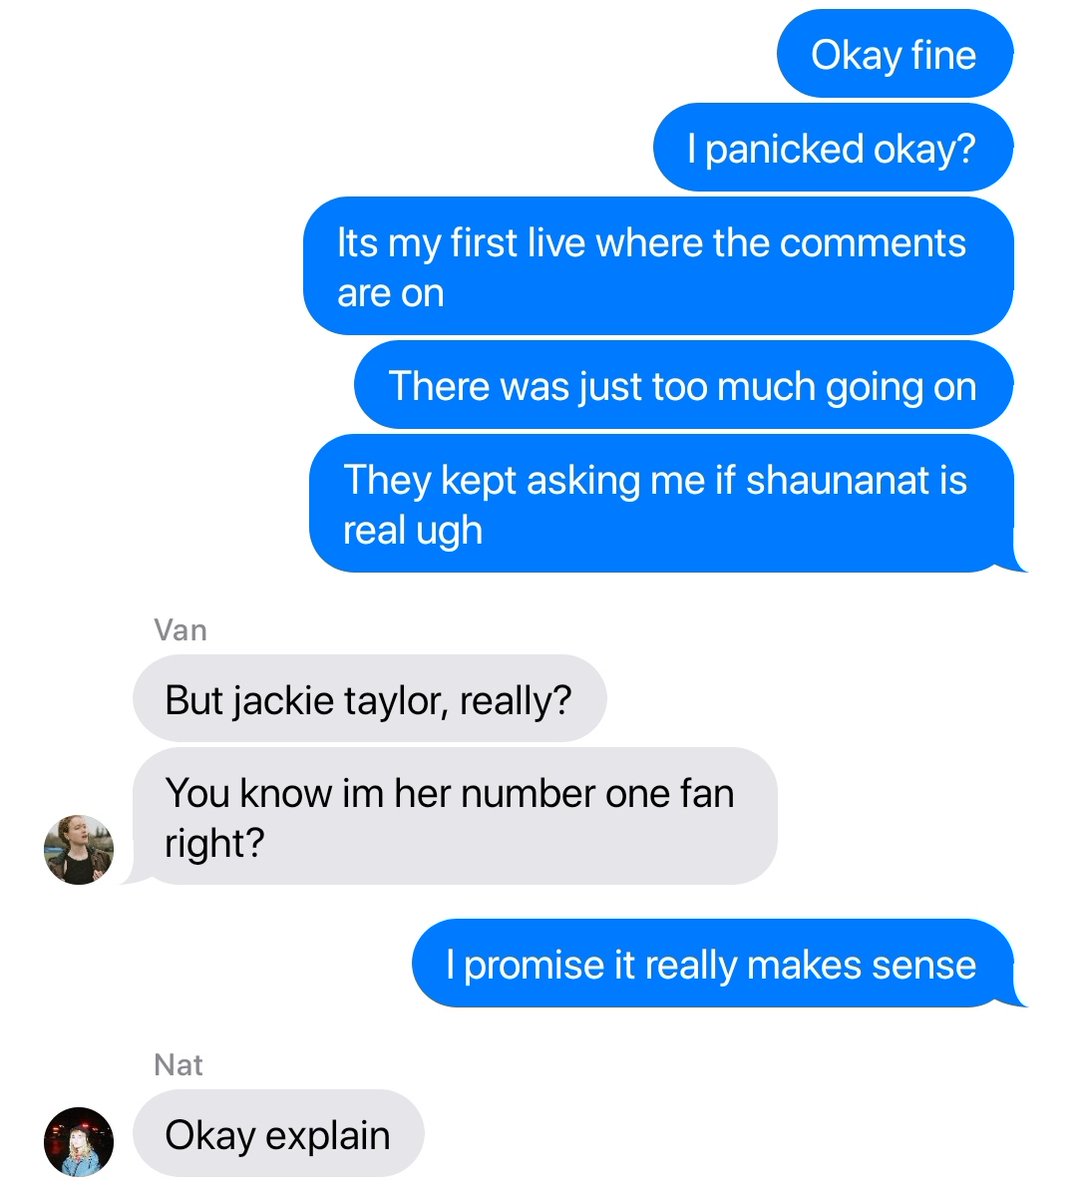 Okay fine
I panicked okay?
Its my first live where the comments
are on
There was just too much going on
They kept asking me if shaunanat is
real ugh
Van
But jackie taylor, really?
You know im her number one fan
right?
I promise it really makes sense
Nat
Okay explain